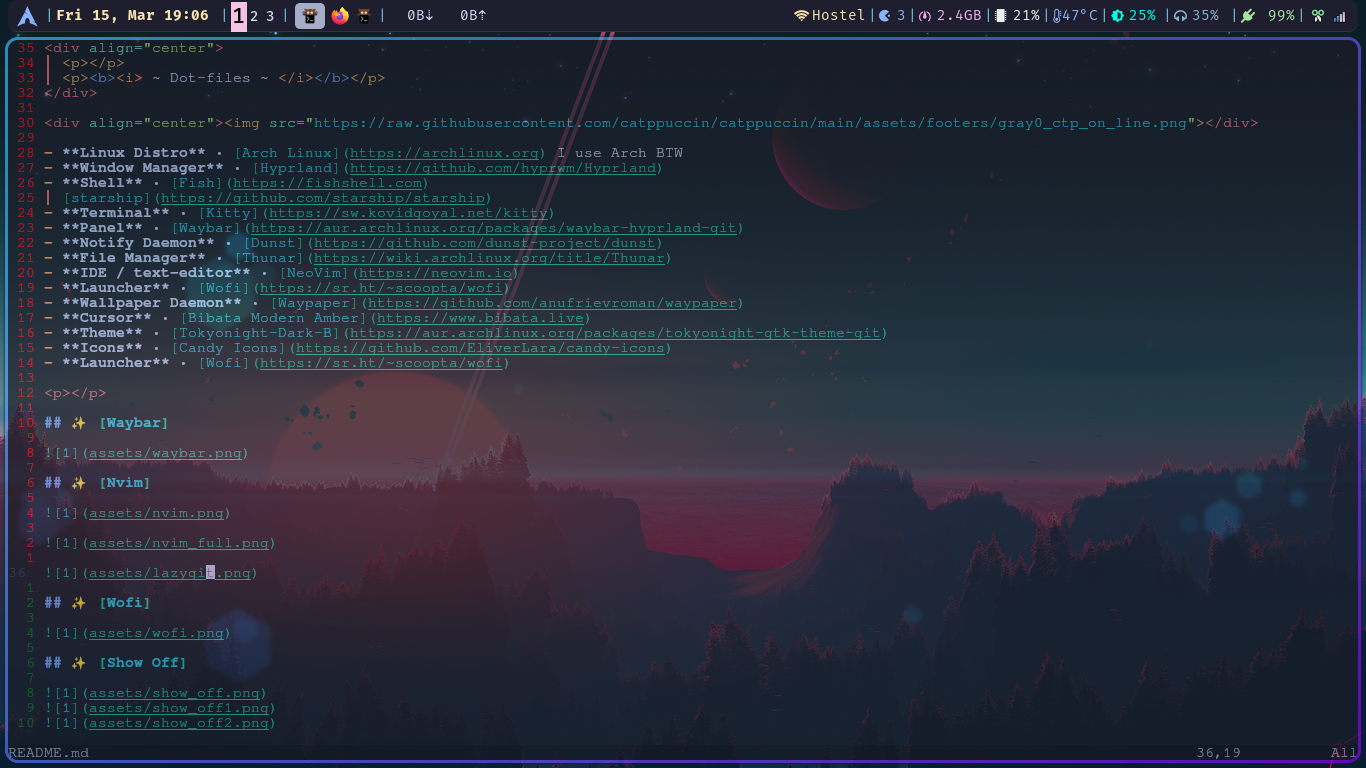 Fri 15, Mar 19:06 1 2 3 0B↓ 0B↑ Hostel 3 2.4GB 21% 47°C 25% 35% 99%
35 <div align="center">
34 <p></p>
33 <p><b><i> ~ Dot-files ~ </i></b></p>
32 </div>
31
30 <div align="center"><img src="https://raw.githubusercontent.com/catppuccin/catppuccin/main/assets/footers/gray0_ctp_on_line.png"></div>
29
28 – **Linux Distro** • [Arch Linux](https://archlinux.org) I use Arch BTW
27 – **Window Manager** • [Hyprland](https://github.com/hyprwm/Hyprland)
26 – **Shell** • [Fish](https://fishshell.com)
25 [starship](https://github.com/starship/starship)
24 – **Terminal** • [Kitty](https://sw.kovidgoyal.net/kitty)
23 – **Panel** • [Waybar](https://aur.archlinux.org/packages/waybar-hyprland-git)
22 – **Notify Daemon** • [Dunst](https://github.com/dunst-project/dunst)
21 – **File Manager** • [Thunar](https://wiki.archlinux.org/title/Thunar)
20 – **IDE / text-editor** • [NeoVim](https://neovim.io)
19 – **Launcher** • [Wofi](https://sr.ht/~scoopta/wofi)
18 – **Wallpaper Daemon** • [Waypaper](https://github.com/anufrievroman/waypaper)
17 – **Cursor** • [Bibata Modern Amber](https://www.bibata.live)
16 – **Theme** • [Tokyonight-Dark-B](https://aur.archlinux.org/packages/tokyonight-gtk-theme-git)
15 – **Icons** • [Candy Icons](https://github.com/EliverLara/candy-icons)
14 – **Launcher** • [Wofi](https://sr.ht/~scoopta/wofi)
13
12 <p></p>
11
10 ## ✨ [Waybar]
9
8 ![1](assets/waybar.png)
7
6 ## ✨ [Nvim]
5
4 ![1](assets/nvim.png)
3
2 ![1](assets/nvim_full.png)
1
36 ![1](assets/lazygit.png)
1
2 ## ✨ [Wofi]
3
4 ![1](assets/wofi.png)
5
6 ## ✨ [Show Off]
7
8 ![1](assets/show_off.png)
9 ![1](assets/show_off1.png)
10 ![1](assets/show_off2.png)
README.md 36,19 All